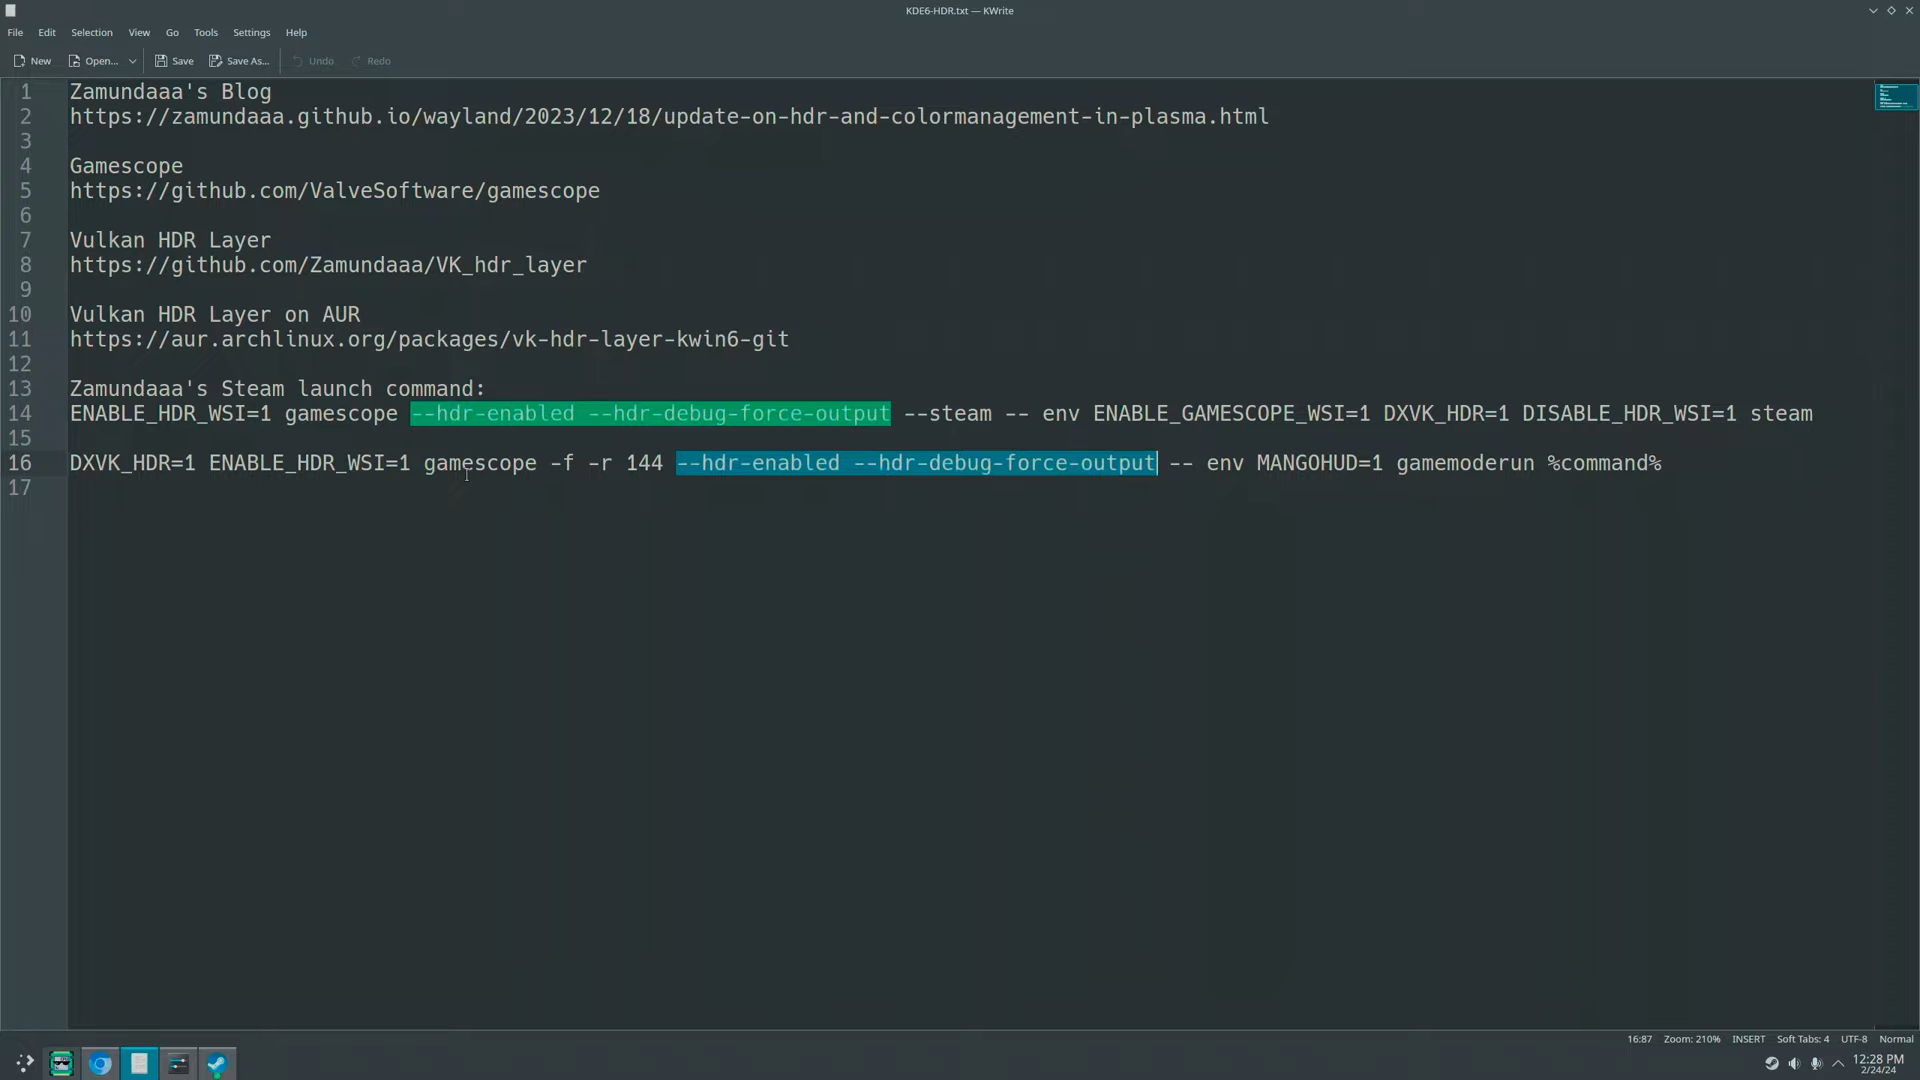 KDE6-HDR.txt — KWrite
File Edit Selection View Go Tools Settings Help
New Open... Save Save As... Undo Redo
1 Zamundaaa's Blog
2 https://zamundaaa.github.io/wayland/2023/12/18/update-on-hdr-and-colormanagement-in-plasma.html
3
4 Gamescope
5 https://github.com/ValveSoftware/gamescope
6
7 Vulkan HDR Layer
8 https://github.com/Zamundaaa/VK_hdr_layer
9
10 Vulkan HDR Layer on AUR
11 https://aur.archlinux.org/packages/vk-hdr-layer-kwin6-git
12
13 Zamundaaa's Steam launch command:
14 ENABLE_HDR_WSI=1 gamescope --hdr-enabled --hdr-debug-force-output --steam -- env ENABLE_GAMESCOPE_WSI=1 DXVK_HDR=1 DISABLE_HDR_WSI=1 steam
15
16 DXVK_HDR=1 ENABLE_HDR_WSI=1 gamescope -f -r 144 --hdr-enabled --hdr-debug-force-output -- env MANGOHUD=1 gamemoderun %command%
17
16:87 Zoom: 210% INSERT Soft Tabs: 4 UTF-8 Normal
12:28 PM
2/24/24